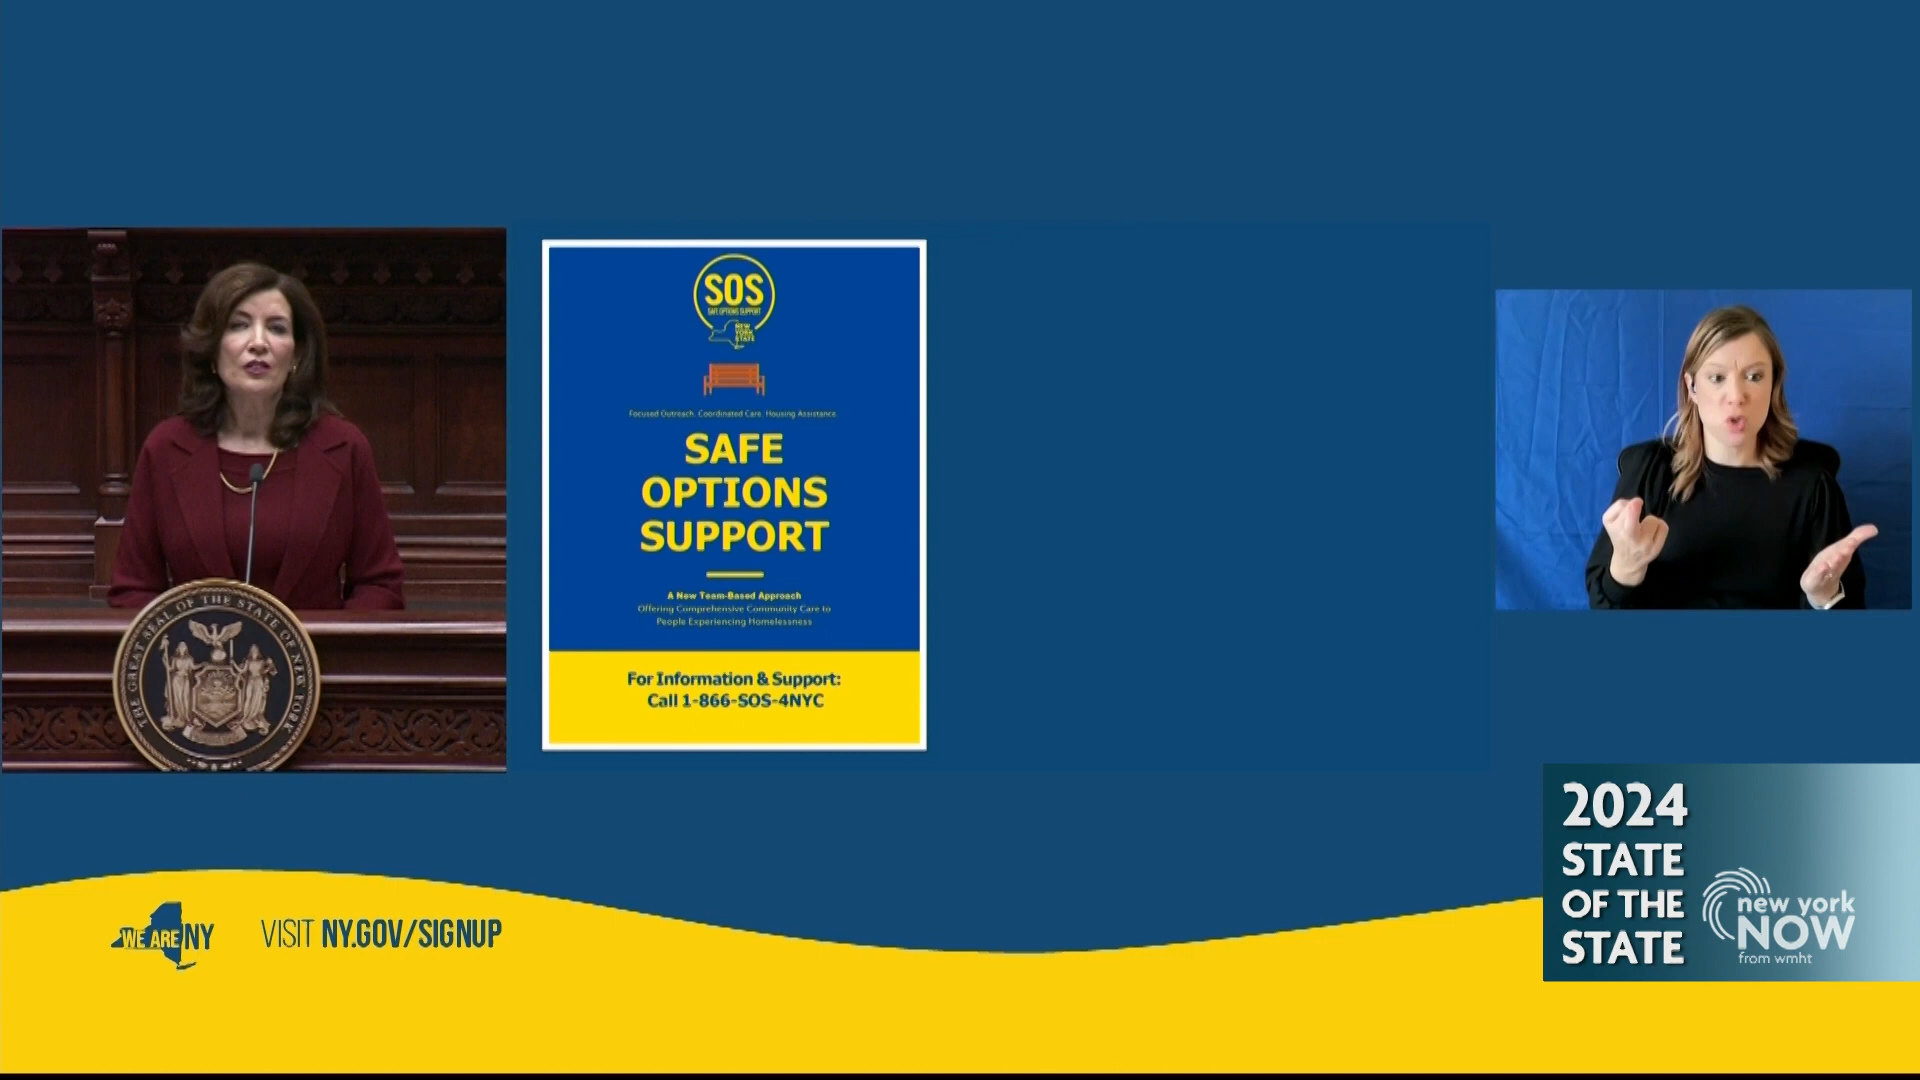 SOS
SAFE OPTIONS SUPPORT
NEW
YORK
STATE
Focused Outreach. Coordinated Care. Housing Assistance.
SAFE
OPTIONS
SUPPORT
A New Team-Based Approach
Offering Comprehensive Community Care to
People Experiencing Homelessness
For Information & Support:
Call 1-866-SOS-4NYC
THE GREAT SEAL OF THE STATE OF NEW YORK
2024
STATE
OF THE
STATE
new york
NOW
from wmht
WE ARE NY
VISIT NY.GOV/SIGNUP